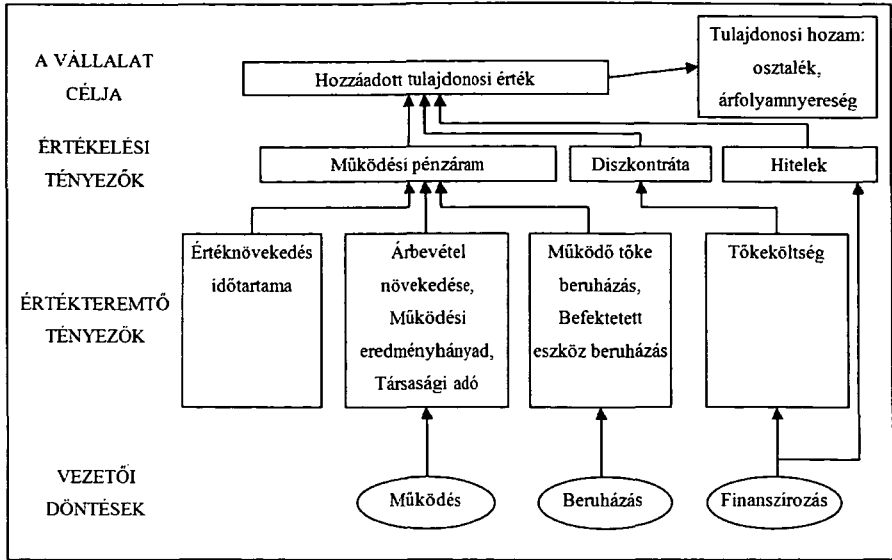 A VÁLLALAT
CÉLJA
Hozzáadott tulajdonosi érték
Tulajdonosi hozam:
osztalék,
árfolyamnyereség
ÉRTÉKELÉSI
TÉNYEZŐK
Működési pénzáram
Diszkontráta
Hitelek
ÉRTÉKTEREMTŐ
TÉNYEZŐK
Értéknövekedés
időtartama
Árbevétel
növekedése,
Működési
eredményhányad,
Társasági adó
Működő tőke
beruházás,
Befektetett
eszköz beruházás
Tőkeköltség
VEZETŐI
DÖNTÉSEK
Működés
Beruházás
Finanszírozás